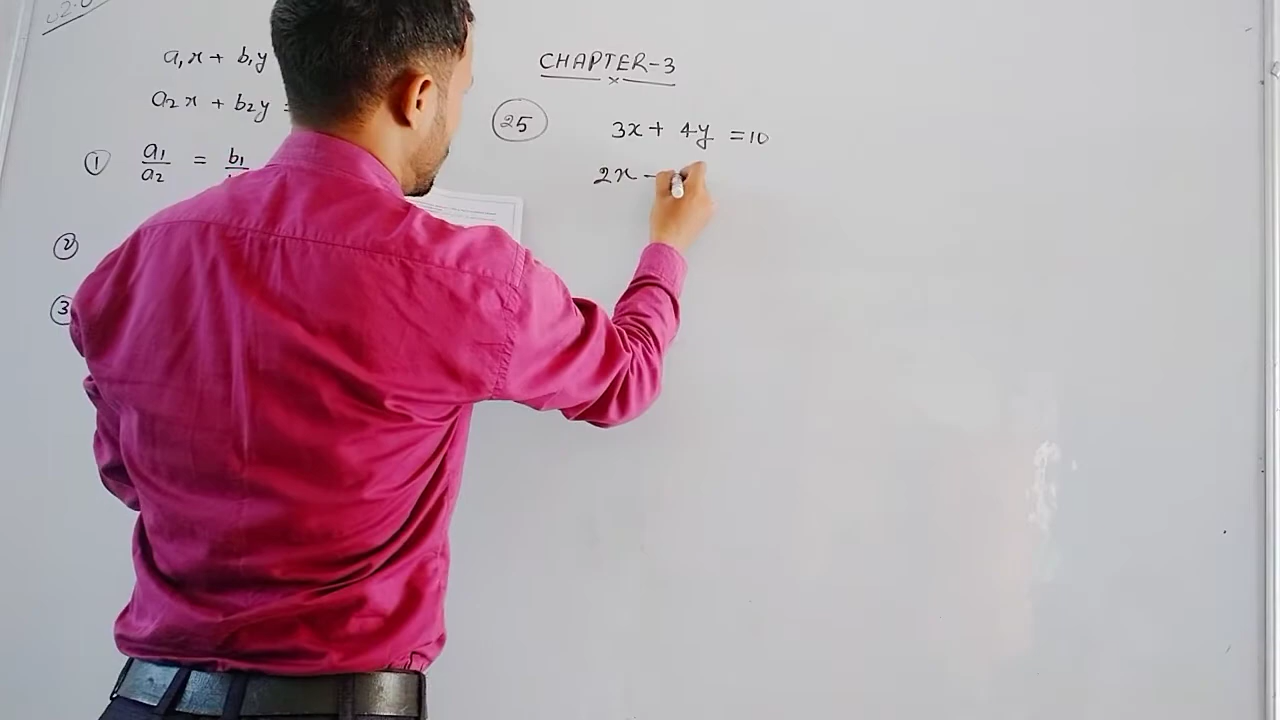 a₁x + b₁y
a₂x + b₂y =
① a₁/a₂ = b₁/
②
③
CHAPTER-3
25 3x + 4y = 10
2x -